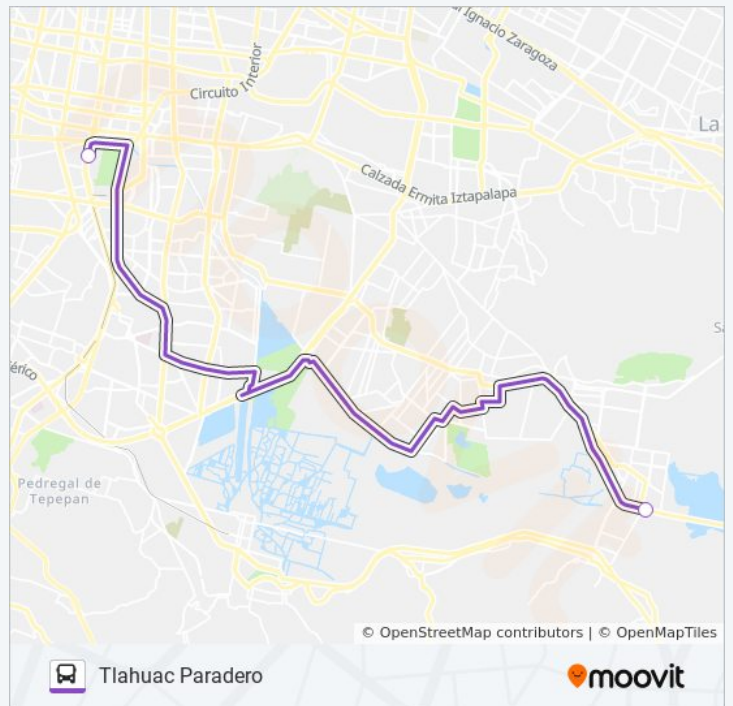 Ignacio Zaragoza
Circuito Interior
La
Calzada Ermita Iztapalapa
S
érico
Pedregal de
Tepepan
© OpenStreetMap contributors | © OpenMapTiles
Tlahuac Paradero
moovit